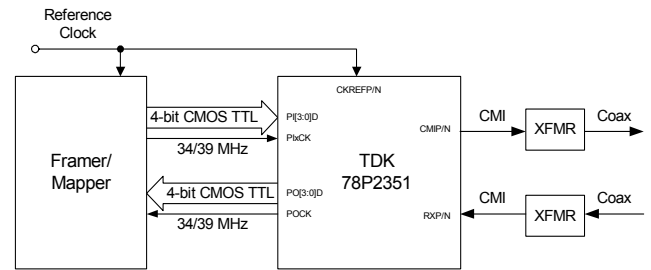 Reference
Clock
CKREFP/N
4-bit CMOS TTL
PI[3:0]D
PIxCK
34/39 MHz
CMIP/N
CMI
XFMR
Coax
Framer/
Mapper
TDK
78P2351
4-bit CMOS TTL
PO[3:0]D
POCK
34/39 MHz
RXP/N
CMI
XFMR
Coax